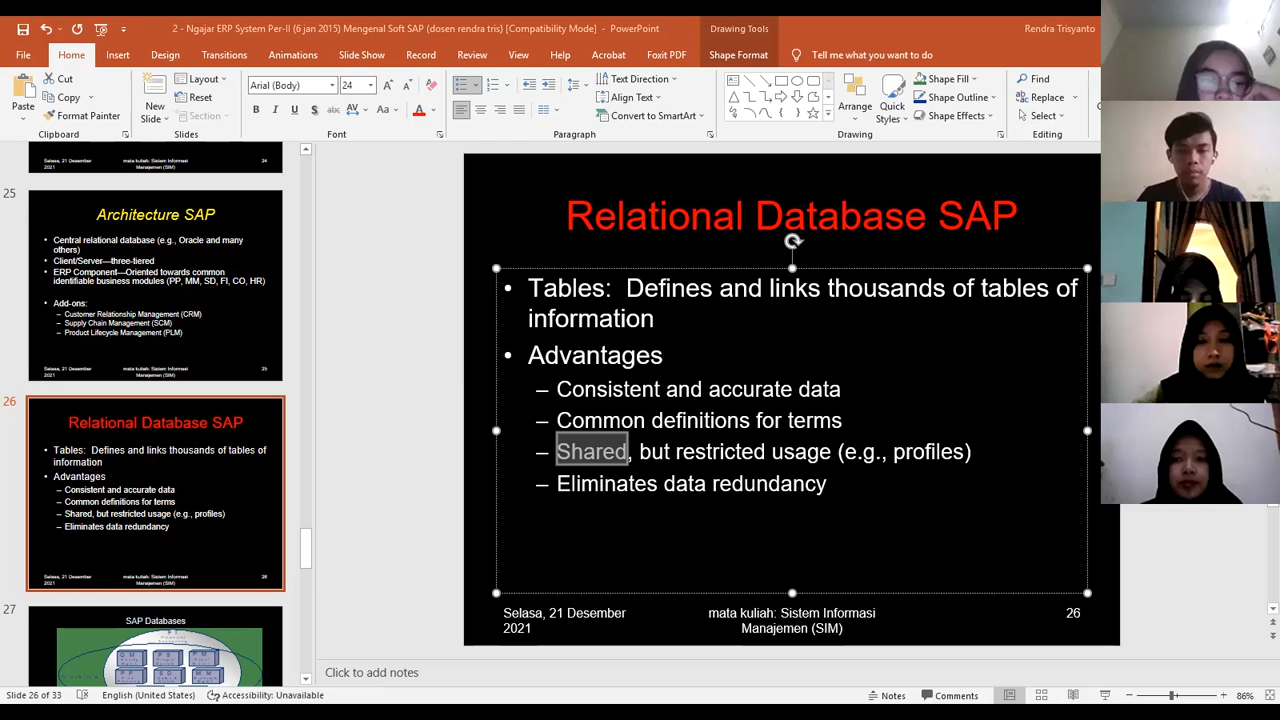 2 - Ngajar ERP System Per-II (6 jan 2015) Mengenal Soft SAP (dosen rendra tris) [Compatibility Mode] - PowerPoint
Drawing Tools
Rendra Trisyanto
File Home Insert Design Transitions Animations Slide Show Record Review View Help Acrobat Foxit PDF Shape Format Tell me what you want to do
Paste
Cut
Copy
Format Painter
Clipboard
New
Slide
Layout
Reset
Section
Slides
Arial (Body) 24
Font
Text Direction
Align Text
Convert to SmartArt
Paragraph
Arrange
Quick
Styles
Shape Fill
Shape Outline
Shape Effects
Drawing
Find
Replace
Select
Editing
Selasa, 21 Desember
2021
mata kuliah: Sistem Informasi
Manajemen (SIM)
24
25
Architecture SAP
• Central relational database (e.g., Oracle and many
others)
• Client/Server—three-tiered
• ERP Component—Oriented towards common
identifiable business modules (PP, MM, SD, FI, CO, HR)
• Add-ons:
– Customer Relationship Management (CRM)
– Supply Chain Management (SCM)
– Product Lifecycle Management (PLM)
Selasa, 21 Desember
2021
mata kuliah: Sistem Informasi
Manajemen (SIM)
25
26
Relational Database SAP
• Tables: Defines and links thousands of tables of
information
• Advantages
– Consistent and accurate data
– Common definitions for terms
– Shared, but restricted usage (e.g., profiles)
– Eliminates data redundancy
Selasa, 21 Desember
2021
mata kuliah: Sistem Informasi
Manajemen (SIM)
26
27
SAP Databases
Relational Database SAP
• Tables: Defines and links thousands of tables of
information
• Advantages
– Consistent and accurate data
– Common definitions for terms
– Shared, but restricted usage (e.g., profiles)
– Eliminates data redundancy
Selasa, 21 Desember
2021
mata kuliah: Sistem Informasi
Manajemen (SIM)
26
Click to add notes
Slide 26 of 33 English (United States) Accessibility: Unavailable Notes Comments 86%